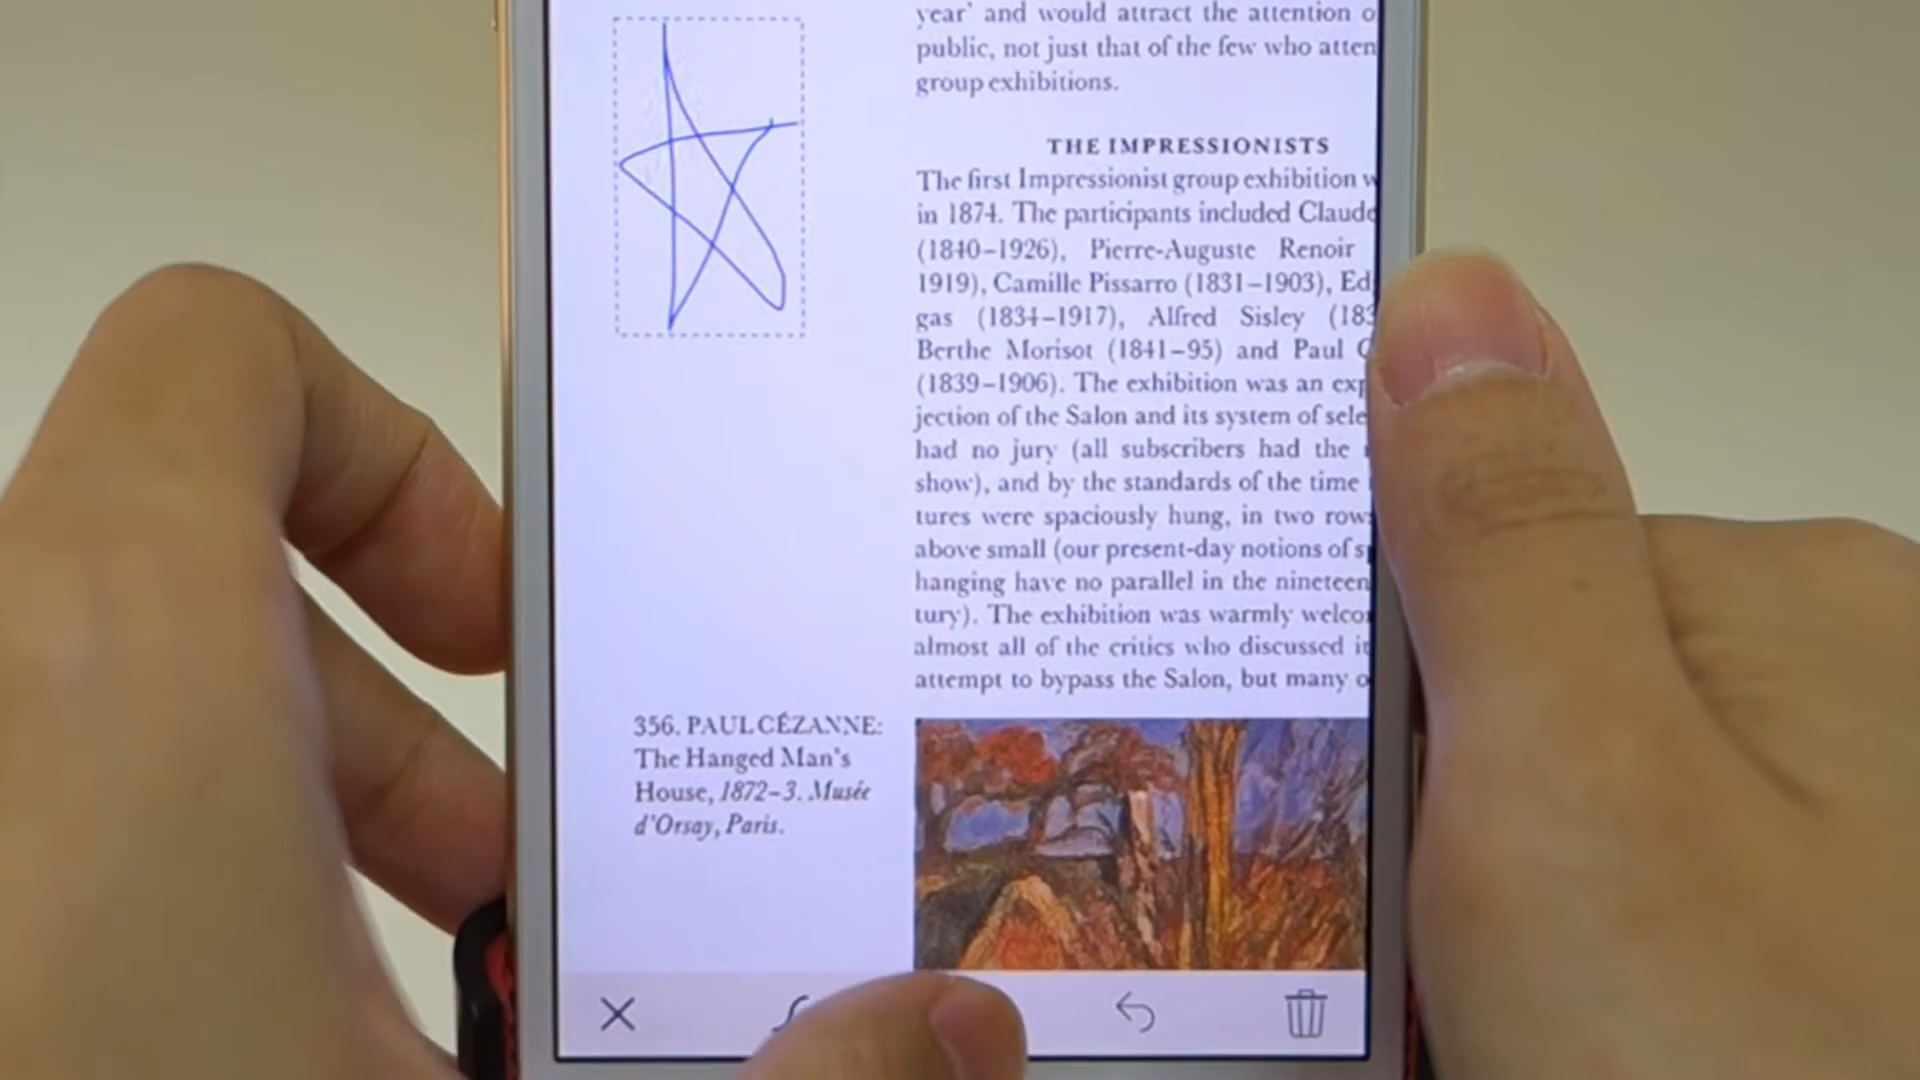 year' and would attract the attention o
public, not just that of the few who atten
group exhibitions.
THE IMPRESSIONISTS
The first Impressionist group exhibition w
in 1874. The participants included Claude
(1840–1926), Pierre-Auguste Renoir
1919), Camille Pissarro (1831–1903), Ed
gas (1834–1917), Alfred Sisley (183
Berthe Morisot (1841–95) and Paul C
(1839–1906). The exhibition was an exp
jection of the Salon and its system of sele
had no jury (all subscribers had the
show), and by the standards of the time
tures were spaciously hung, in two rows
above small (our present-day notions of sp
hanging have no parallel in the nineteen
tury). The exhibition was warmly welco
almost all of the critics who discussed it
attempt to bypass the Salon, but many o
356. PAUL CÉZANNE:
The Hanged Man's
House, 1872–3. Musée
d'Orsay, Paris.